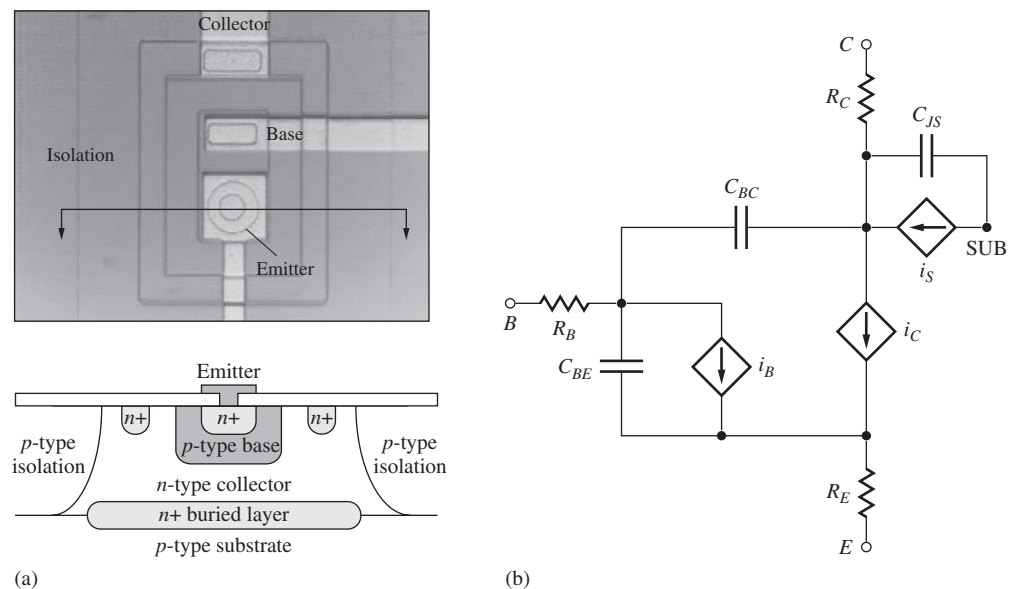 Collector
Base
Isolation
Emitter
Emitter
n+
n+
n+
p-type
isolation
p-type base
p-type
isolation
n-type collector
n+ buried layer
p-type substrate
(a)
C
R_C
C_JS
C_BC
SUB
i_S
B
R_B
C_BE
i_B
i_C
R_E
E
(b)